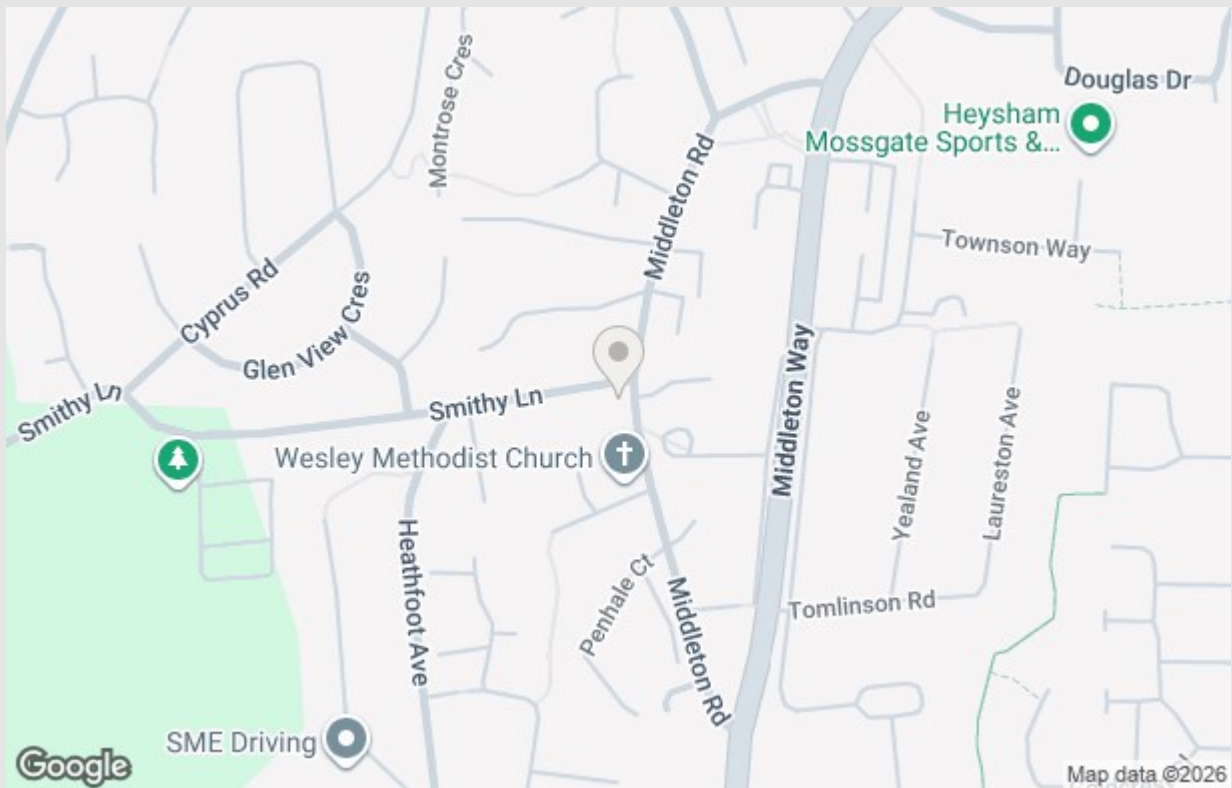 Montrose Cres
Douglas Dr
Heysham
Mossgate Sports &...
Middleton Rd
Townson Way
Cyprus Rd
Glen View Cres
Smithy Ln
Smithy Ln
Middleton Way
Wesley Methodist Church
Yealand Ave
Laureston Ave
Heathfoot Ave
Penhale Ct
Middleton Rd
Tomlinson Rd
SME Driving
Google
Map data ©2026